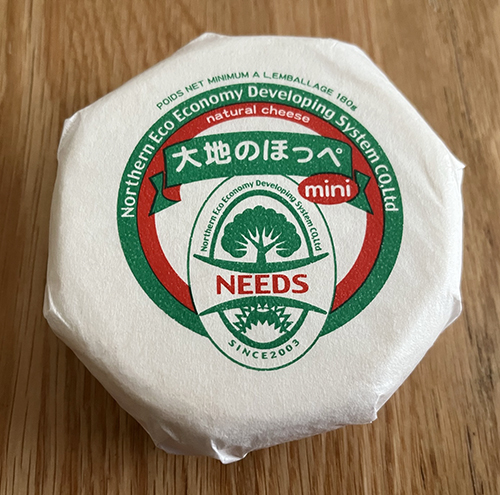 POIDS NET MINIMUM A L,EMBALLAGE 180g
Northern Eco Economy Developing System CO,Ltd
natural cheese
大地のほっぺ
mini
Northern Eco Economy Developing System CO,Ltd
NEEDS
SINCE2003